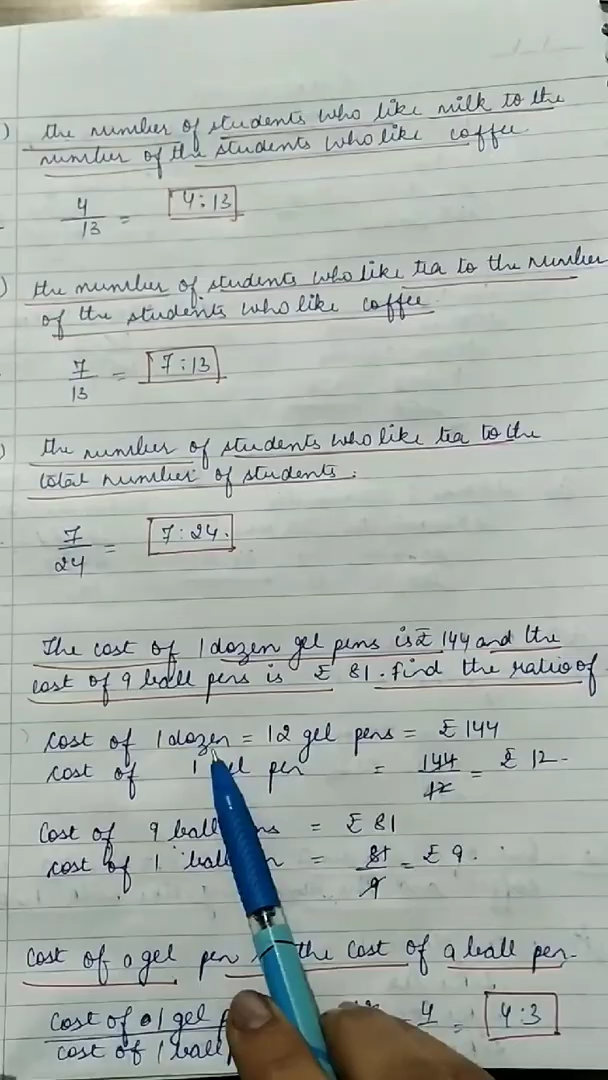 ) the number of students who like milk to the
number of the students who like coffee.
4/13 = 4:13
) the number of students who like tea to the number
of the students who like coffee
7/13 = 7:13
) the number of students who like tea to the
total number of students:
7/24 = 7:24.
The cost of 1 dozen gel pens is ₹ 144 and the
cost of 9 ball pens is ₹ 81. find the ratio of
cost of 1 dozen = 12 gel pens = ₹ 144
cost of 1 pen = 144/12 = ₹ 12.
cost of 9 ball = ₹ 81
cost of 1 = 81/9 = ₹ 9.
cost of a gel pen the cost of a ball pen.
cost of 1 gel 4 = 4:3
cost of 1 ball